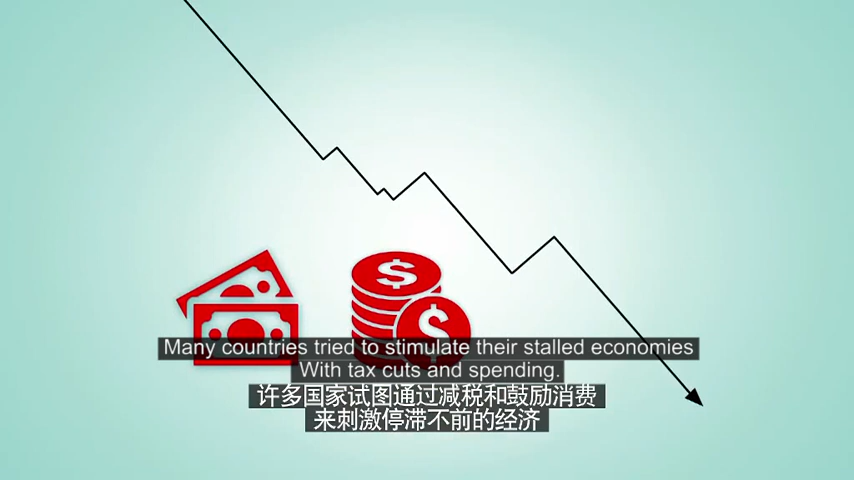 $
$
Many countries tried to stimulate their stalled economies
With tax cuts and spending.
许多国家试图通过减税和鼓励消费
来刺激停滞不前的经济